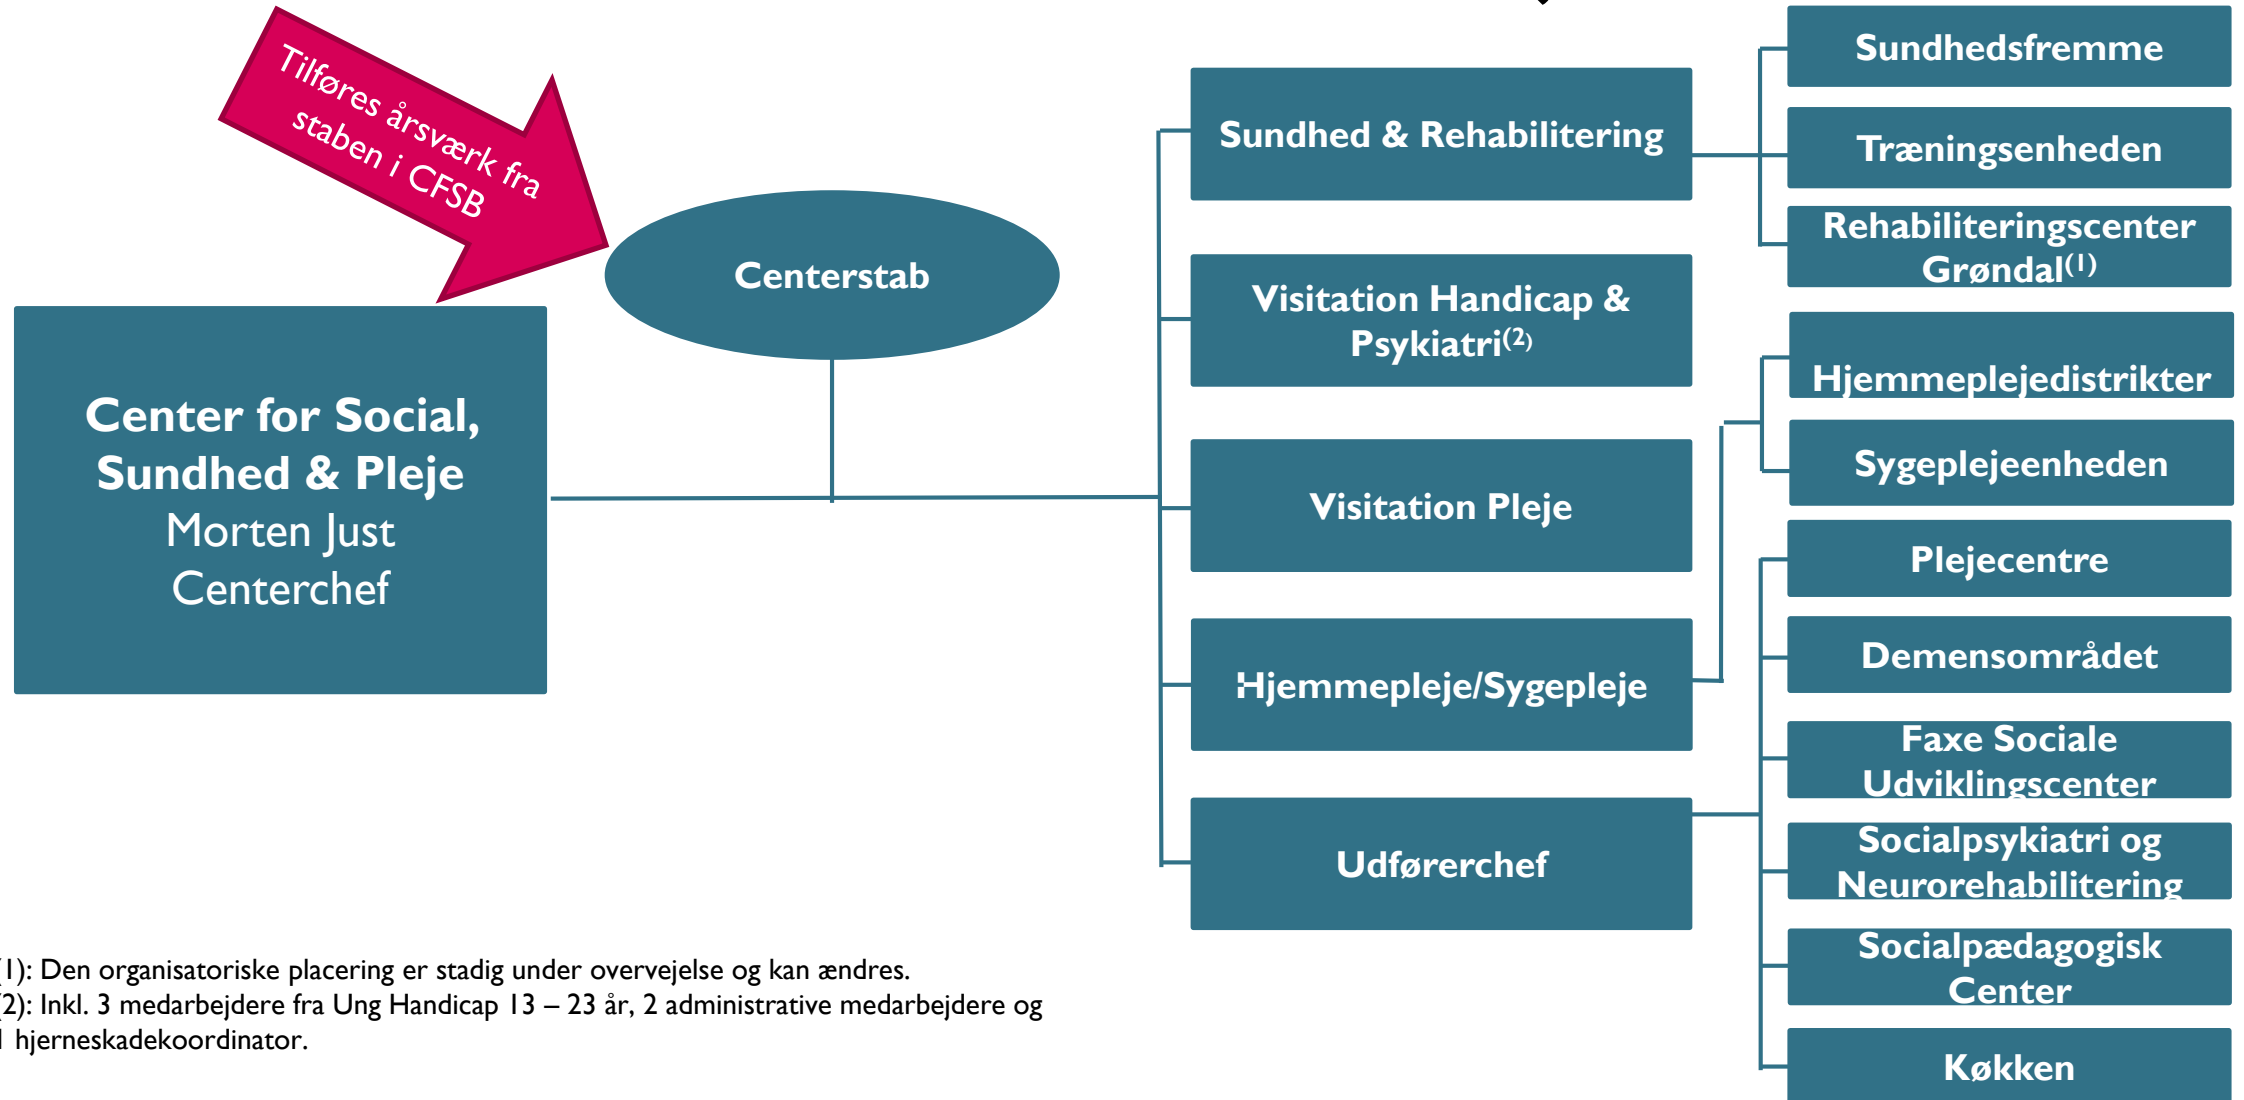 Tilføres årsværk fra
staben i CFSB
Centerstab
Center for Social,
Sundhed & Pleje
Morten Just
Centerchef
Sundhed & Rehabilitering
Visitation Handicap &
Psykiatri(2)
Visitation Pleje
Hjemmepleje/Sygepleje
Udførerchef
Sundhedsfremme
Træningsenheden
Rehabiliteringscenter
Grøndal(1)
Hjemmeplejedistrikter
Sygeplejeenheden
Plejecentre
Demensområdet
Faxe Sociale
Udviklingscenter
Socialpsykiatri og
Neurorehabilitering
Socialpædagogisk
Center
Køkken
(1): Den organisatoriske placering er stadig under overvejelse og kan ændres.
(2): Inkl. 3 medarbejdere fra Ung Handicap 13 – 23 år, 2 administrative medarbejdere og
1 hjerneskadekoordinator.